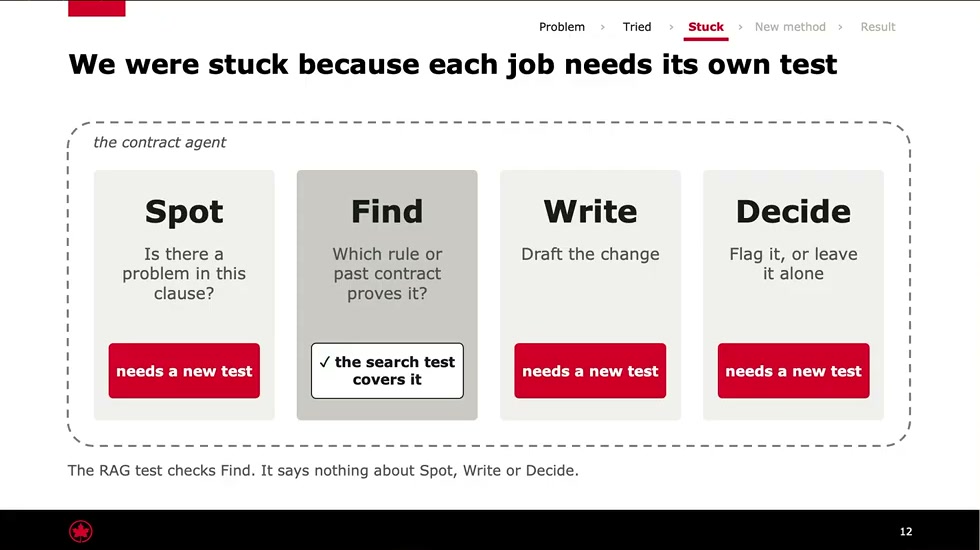 Problem › Tried › Stuck › New method › Result
We were stuck because each job needs its own test
the contract agent
Spot
Is there a
problem in this
clause?
needs a new test
Find
Which rule or
past contract
proves it?
✓ the search test
covers it
Write
Draft the change
needs a new test
Decide
Flag it, or leave
it alone
needs a new test
The RAG test checks Find. It says nothing about Spot, Write or Decide.
12